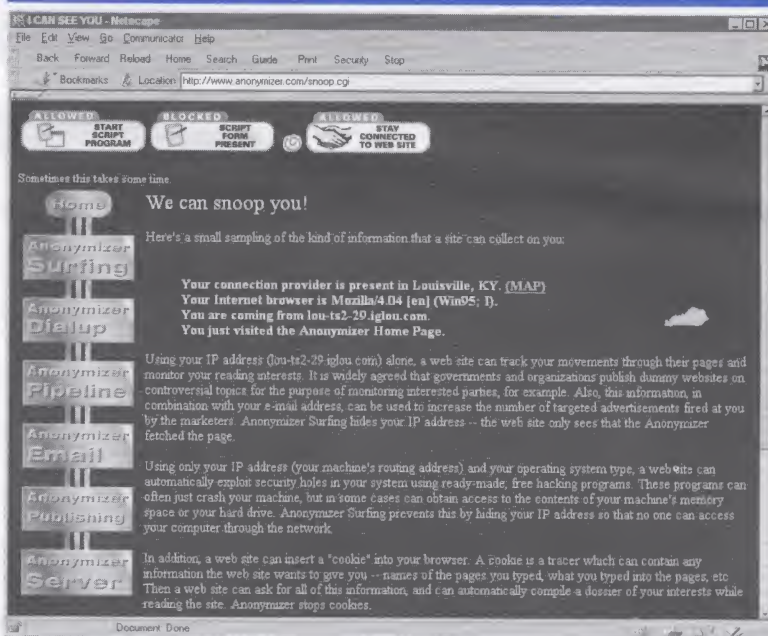 I CAN SEE YOU - Netscape
File Edit View Go Communicator Help
Back Forward Reload Home Search Guide Print Security Stop
Bookmarks Location http://www.anonymizer.com/snoop.cgi
ALLOWED
START
SCRIPT
PROGRAM
BLOCKED
SCRIPT
FORM
PRESENT
ALLOWED
STAY
CONNECTED
TO WEB SITE
Sometimes this takes some time.
Home
Anonymizer
Surfing
Anonymizer
Dialup
Anonymizer
Pipeline
Anonymizer
Email
Anonymizer
Publishing
Anonymizer
Server
We can snoop you!
Here's a small sampling of the kind of information that a site can collect on you:
Your connection provider is present in Louisville, KY. (MAP)
Your Internet browser is Mozilla/4.04 [en] (Win95; I).
You are coming from lou-ts2-29.iglou.com.
You just visited the Anonymizer Home Page.
Using your IP address (lou-ts2-29.iglou.com) alone, a web site can track your movements through their pages and
monitor your reading interests. It is widely agreed that governments and organizations publish dummy websites on
controversial topics for the purpose of monitoring interested parties, for example. Also, this information, in
combination with your e-mail address, can be used to increase the number of targeted advertisements fired at you
by the marketers. Anonymizer Surfing hides your IP address -- the web site only sees that the Anonymizer
fetched the page.
Using only your IP address (your machine's routing address) and your operating system type, a web site can
automatically exploit security holes in your system using ready-made, free hacking programs. These programs can
often just crash your machine, but in some cases can obtain access to the contents of your machine's memory
space or your hard drive. Anonymizer Surfing prevents this by hiding your IP address so that no one can access
your computer through the network.
In addition, a web site can insert a "cookie" into your browser. A cookie is a tracer which can contain any
information the web site wants to give you -- names of the pages you typed, what you typed into the pages, etc
Then a web site can ask for all of this information, and can automatically compile a dossier of your interests while
reading the site. Anonymizer stops cookies.
Document Done